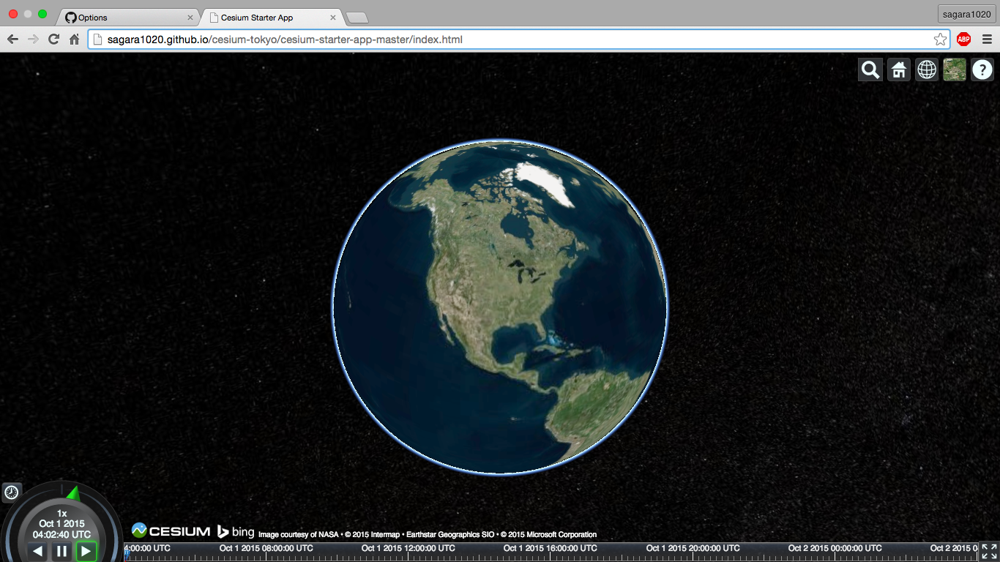 Options
Cesium Starter App
sagara1020
sagara1020.github.io/cesium-tokyo/cesium-starter-app-master/index.html
ABP
?
1x
Oct 1 2015
04:02:40 UTC
CESIUM bing Image courtesy of NASA • © 2015 Intermap • Earthstar Geographics SIO • © 2015 Microsoft Corporation
4:00:00 UTC Oct 1 2015 08:00:00 UTC Oct 1 2015 12:00:00 UTC Oct 1 2015 16:00:00 UTC Oct 1 2015 20:00:00 UTC Oct 2 2015 00:00:00 UTC Oct 2 2015 0